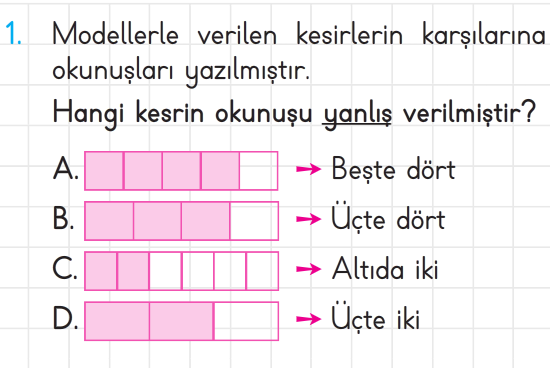 1. Modellerle verilen kesirlerin karşılarına
okunuşları yazılmıştır.
Hangi kesrin okunuşu yanlış verilmiştir?
A. Beşte dört
B. Üçte dört
C. Altıda iki
D. Üçte iki